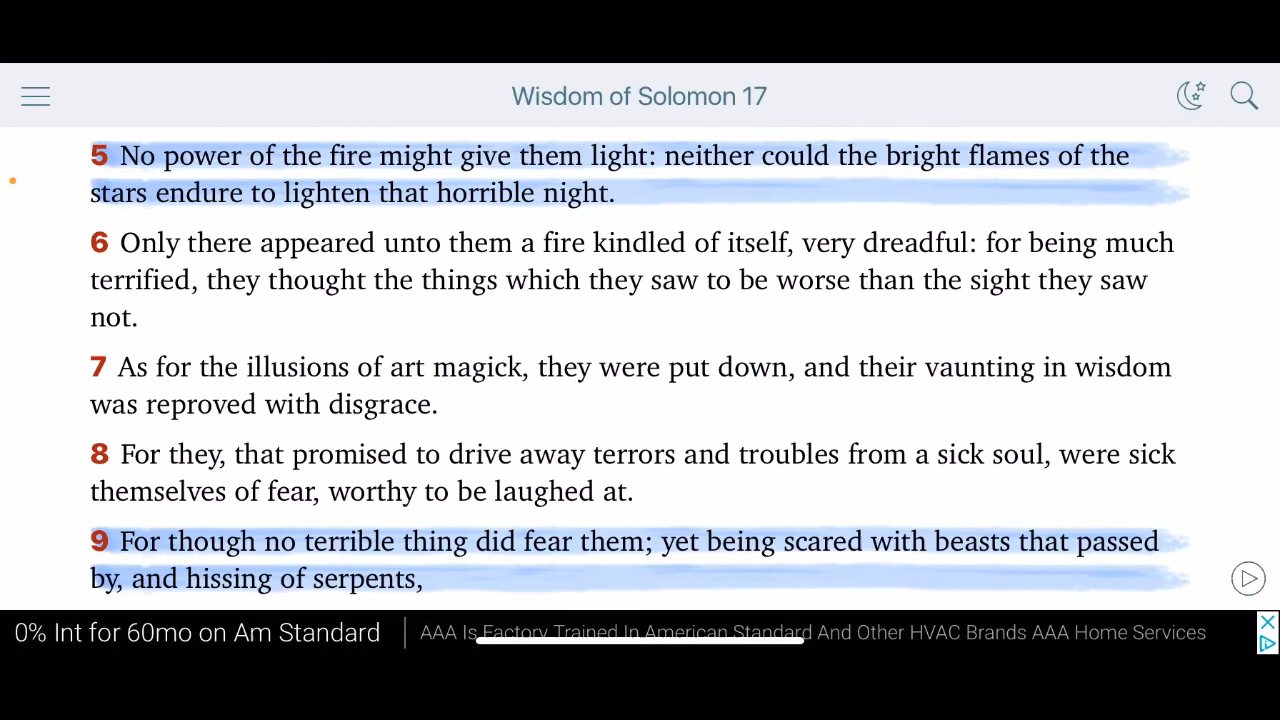 Wisdom of Solomon 17
5 No power of the fire might give them light: neither could the bright flames of the
stars endure to lighten that horrible night.
6 Only there appeared unto them a fire kindled of itself, very dreadful: for being much
terrified, they thought the things which they saw to be worse than the sight they saw
not.
7 As for the illusions of art magick, they were put down, and their vaunting in wisdom
was reproved with disgrace.
8 For they, that promised to drive away terrors and troubles from a sick soul, were sick
themselves of fear, worthy to be laughed at.
9 For though no terrible thing did fear them; yet being scared with beasts that passed
by, and hissing of serpents,
0% Int for 60mo on Am Standard
AAA Is Factory Trained In American Standard And Other HVAC Brands AAA Home Services